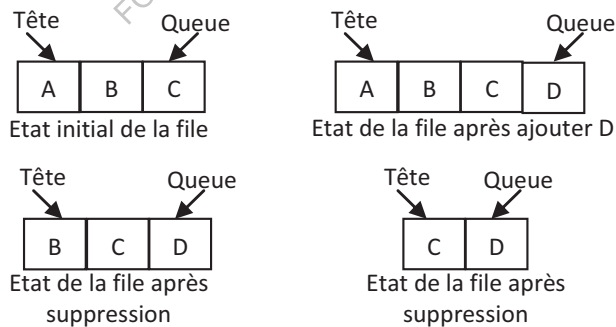 FO
Tête Queue
A B C
Etat initial de la file
Tête Queue
A B C D
Etat de la file après ajouter D
Tête Queue
B C D
Etat de la file après
suppression
Tête Queue
C D
Etat de la file après
suppression